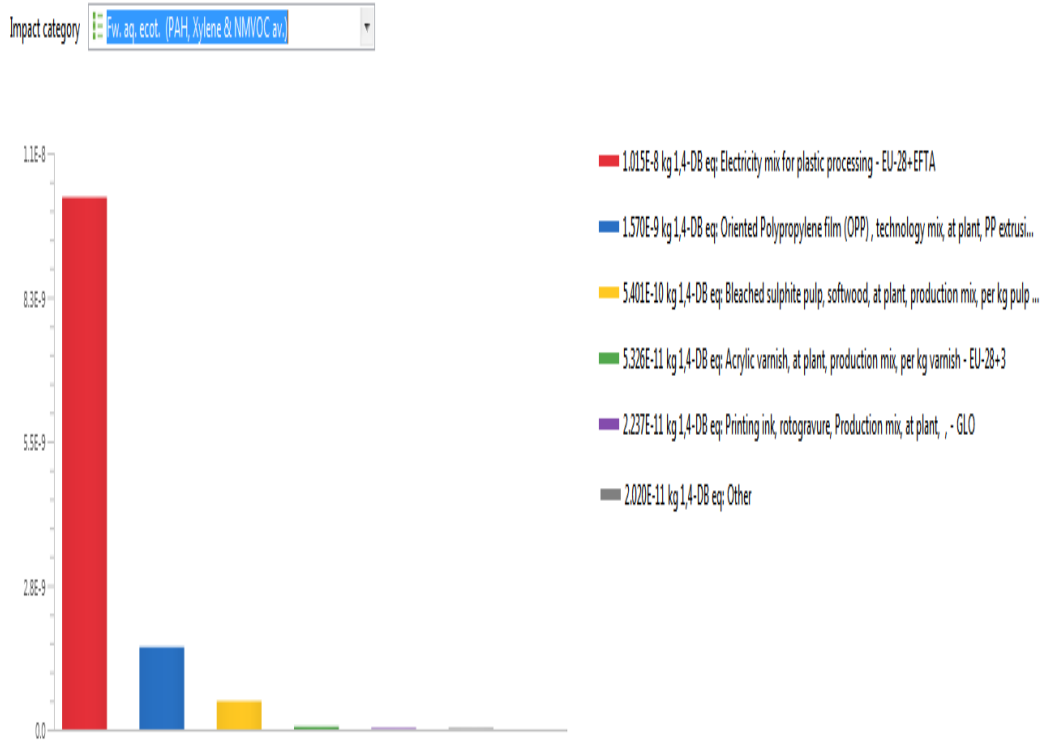 Impact category
Fw. aq. ecot. (PAH, Xylene & NMVOC av.)
1.1E-8
8.3E-9
5.5E-9
2.8E-9
0.0
1.015E-8 kg 1,4-DB eq: Electricity mix for plastic processing - EU-28+EFTA
1.570E-9 kg 1,4-DB eq: Oriented Polypropylene film (OPP) , technology mix, at plant, PP extrusi...
5.401E-10 kg 1,4-DB eq: Bleached sulphite pulp, softwood, at plant, production mix, per kg pulp ...
5.326E-11 kg 1,4-DB eq: Acrylic varnish, at plant, production mix, per kg varnish - EU-28+3
2.237E-11 kg 1,4-DB eq: Printing ink, rotogravure, Production mix, at plant, , - GLO
2.020E-11 kg 1,4-DB eq: Other